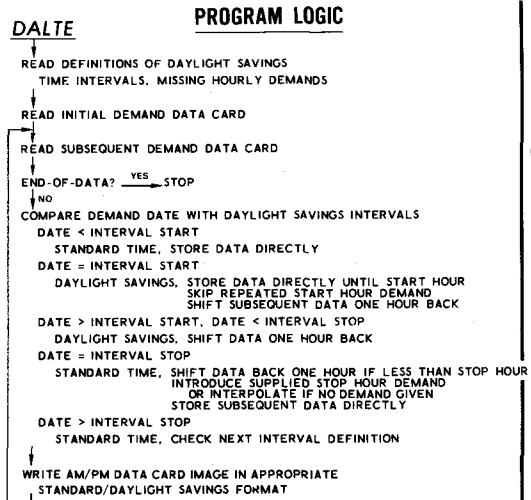 PROGRAM LOGIC
DALTE
READ DEFINITIONS OF DAYLIGHT SAVINGS
TIME INTERVALS, MISSING HOURLY DEMANDS
READ INITIAL DEMAND DATA CARD
READ SUBSEQUENT DEMAND DATA CARD
END-OF-DATA? YES STOP
NO
COMPARE DEMAND DATE WITH DAYLIGHT SAVINGS INTERVALS
DATE < INTERVAL START
STANDARD TIME, STORE DATA DIRECTLY
DATE = INTERVAL START
DAYLIGHT SAVINGS, STORE DATA DIRECTLY UNTIL START HOUR
SKIP REPEATED START HOUR DEMAND
SHIFT SUBSEQUENT DATA ONE HOUR BACK
DATE > INTERVAL START, DATE < INTERVAL STOP
DAYLIGHT SAVINGS, SHIFT DATA ONE HOUR BACK
DATE = INTERVAL STOP
STANDARD TIME, SHIFT DATA BACK ONE HOUR IF LESS THAN STOP HOUR
INTRODUCE SUPPLIED STOP HOUR DEMAND
OR INTERPOLATE IF NO DEMAND GIVEN
STORE SUBSEQUENT DATA DIRECTLY
DATE > INTERVAL STOP
STANDARD TIME, CHECK NEXT INTERVAL DEFINITION
WRITE AM/PM DATA CARD IMAGE IN APPROPRIATE
STANDARD/DAYLIGHT SAVINGS FORMAT